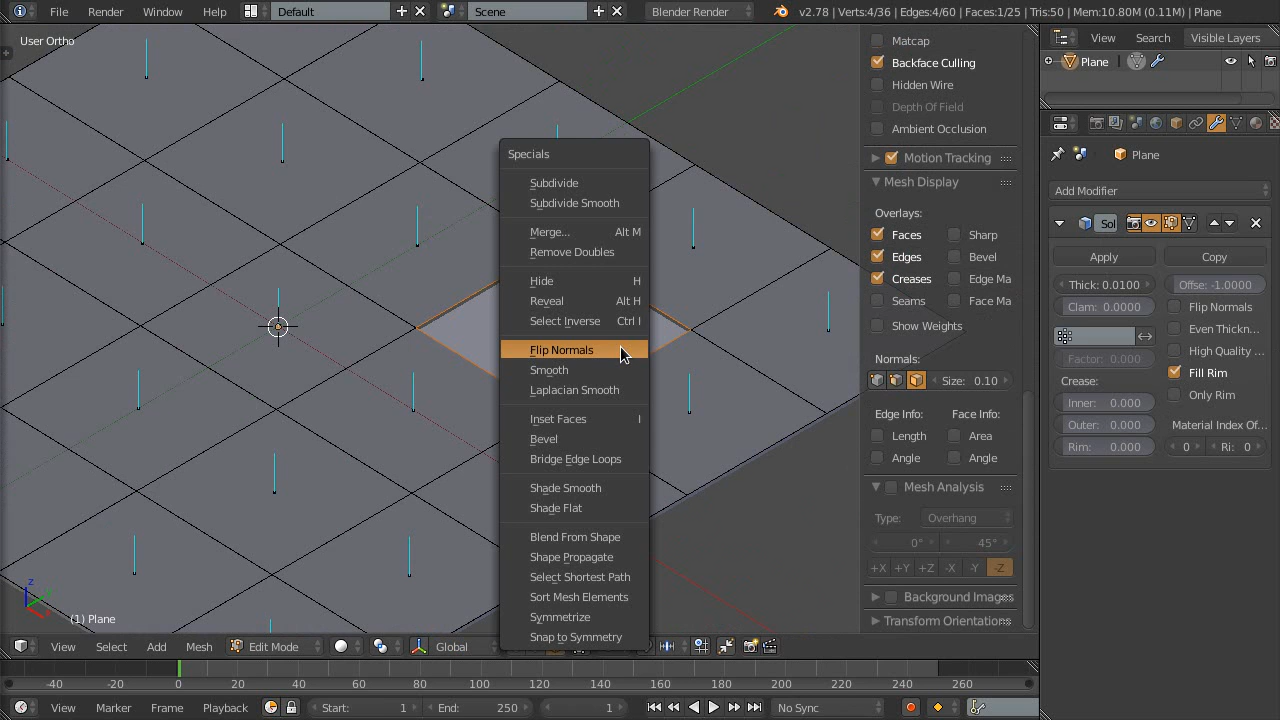 File Render Window Help Default Scene Blender Render v2.78 | Verts:4/36 | Edges:4/60 | Faces:1/25 | Tris:50 | Mem:10.80M (0.11M) | Plane
User Ortho
Specials
Subdivide
Subdivide Smooth
Merge... Alt M
Remove Doubles
Hide H
Reveal Alt H
Select Inverse Ctrl I
Flip Normals
Smooth
Laplacian Smooth
Inset Faces I
Bevel
Bridge Edge Loops
Shade Smooth
Shade Flat
Blend From Shape
Shape Propagate
Select Shortest Path
Sort Mesh Elements
Symmetrize
Snap to Symmetry
z
(1) Plane
View Select Add Mesh Edit Mode Global
Matcap
Backface Culling
Hidden Wire
Depth Of Field
Ambient Occlusion
Motion Tracking
Mesh Display
Overlays:
Faces Sharp
Edges Bevel
Creases Edge Ma
Seams Face Ma
Show Weights
Normals:
Size: 0.10
Edge Info: Face Info:
Length Area
Angle Angle
Mesh Analysis
Type: Overhang
0° 45°
+X +Y +Z -X -Y -Z
Background Images
Transform Orientations
View Search Visible Layers
Plane
Plane
Add Modifier
Sol
Apply Copy
Thick: 0.0100 Offse: -1.0000
Clam: 0.0000 Flip Normals
Even Thickn...
High Quality ...
Factor: 0.000 Fill Rim
Crease: Only Rim
Inner: 0.000
Outer: 0.000 Material Index Of...
Rim: 0.000 0 Ri: 0
-40 -20 0 20 40 60 80 100 120 140 160 180 200 220 240 260
View Marker Frame Playback Start: 1 End: 250 1 No Sync